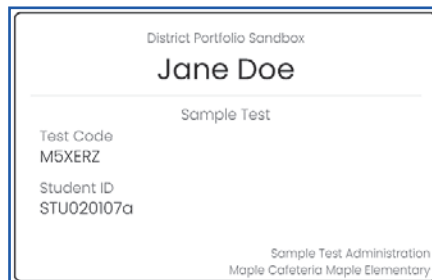 District Portfolio Sandbox
Jane Doe
Sample Test
Test Code
M5XERZ
Student ID
STU020107a
Sample Test Administration
Maple Cafeteria Maple Elementary